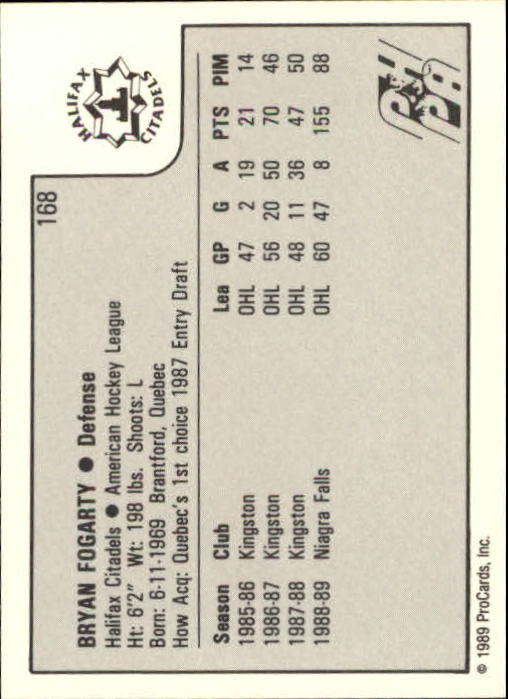 168
HALIFAX
CITADELS
BRYAN FOGARTY ● Defense
Halifax Citadels ● American Hockey League
Ht: 6'2" Wt: 198 lbs. Shoots: L
Born: 6-11-1969 Brantford, Quebec
How Acq: Quebec's 1st choice 1987 Entry Draft
Season Club Lea GP G A PTS PIM
1985-86 Kingston OHL 47 2 19 21 14
1986-87 Kingston OHL 56 20 50 70 46
1987-88 Kingston OHL 48 11 36 47 50
1988-89 Niagra Falls OHL 60 47 8 155 88
PHPA
© 1989 ProCards, Inc.